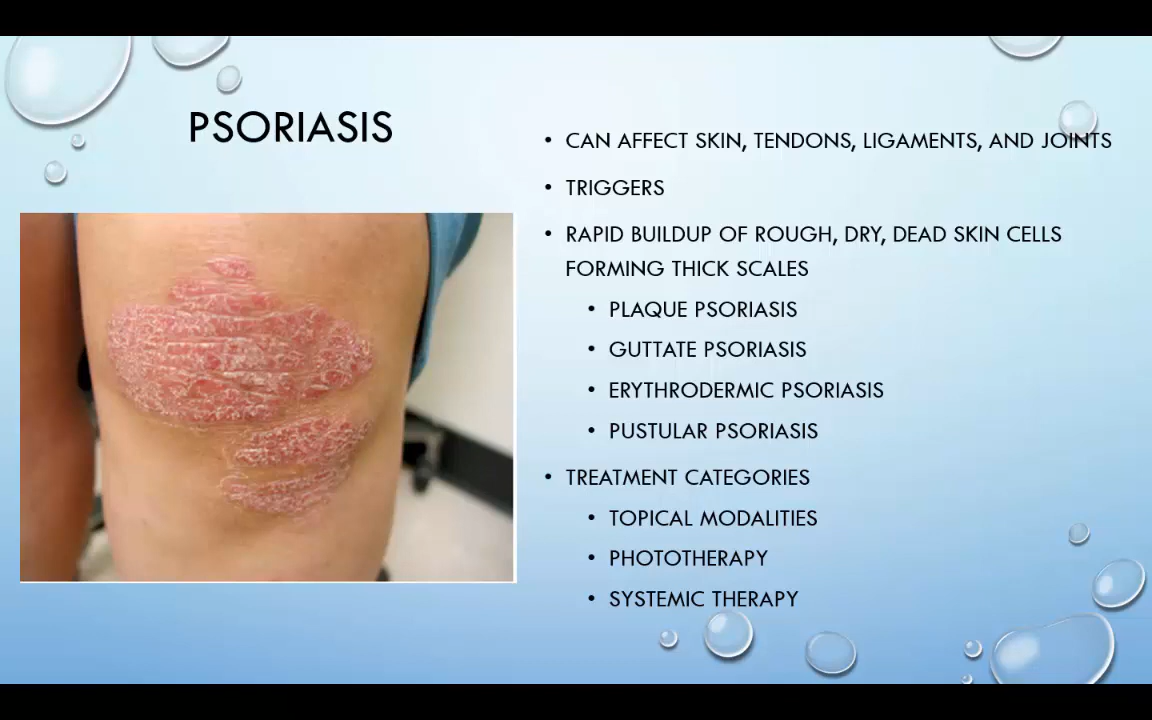 PSORIASIS
• CAN AFFECT SKIN, TENDONS, LIGAMENTS, AND JOINTS
• TRIGGERS
• RAPID BUILDUP OF ROUGH, DRY, DEAD SKIN CELLS
FORMING THICK SCALES
• PLAQUE PSORIASIS
• GUTTATE PSORIASIS
• ERYTHRODERMIC PSORIASIS
• PUSTULAR PSORIASIS
• TREATMENT CATEGORIES
• TOPICAL MODALITIES
• PHOTOTHERAPY
• SYSTEMIC THERAPY